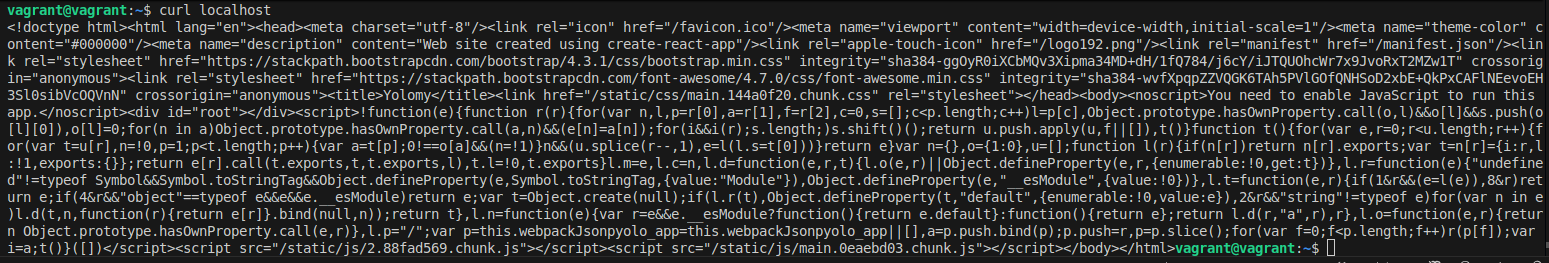 vagrant@vagrant:~$ curl localhost
<!doctype html><html lang="en"><head><meta charset="utf-8"/><link rel="icon" href="/favicon.ico"/><meta name="viewport" content="width=device-width,initial-scale=1"/><meta name="theme-color" c
ontent="#000000"/><meta name="description" content="Web site created using create-react-app"/><link rel="apple-touch-icon" href="/logo192.png"/><link rel="manifest" href="/manifest.json"/><lin
k rel="stylesheet" href="https://stackpath.bootstrapcdn.com/bootstrap/4.3.1/css/bootstrap.min.css" integrity="sha384-ggOyR0iXCbMQv3Xipma34MD+dH/1fQ784/j6cY/iJTQUOhcWr7x9JvoRxT2MZw1T" crossorig
in="anonymous"><link rel="stylesheet" href="https://stackpath.bootstrapcdn.com/font-awesome/4.7.0/css/font-awesome.min.css" integrity="sha384-wvfXpqpZZVQGK6TAh5PVlGOfQNHSoD2xbE+QkPxCAFlNEevoEH
3Sl0sibVcOQVnN" crossorigin="anonymous"><title>Yolomy</title><link href="/static/css/main.144a0f20.chunk.css" rel="stylesheet"></head><body><noscript>You need to enable JavaScript to run this
app.</noscript><div id="root"></div><script>!function(e){function r(r){for(var n,l,p=r[0],a=r[1],f=r[2],c=0,s=[];c<p.length;c++)l=p[c],Object.prototype.hasOwnProperty.call(o,l)&&o[l]&&s.push(o
[l][0]),o[l]=0;for(n in a)Object.prototype.hasOwnProperty.call(a,n)&&(e[n]=a[n]);for(i&&i(r);s.length;)s.shift()();return u.push.apply(u,f||[]),t()}function t(){for(var e,r=0;r<u.length;r++){f
or(var t=u[r],n=!0,p=1;p<t.length;p++){var a=t[p];0!==o[a]&&(n=!1)}n&&(u.splice(r--,1),e=l(l.s=t[0]))}return e}var n={},o={1:0},u=[];function l(r){if(n[r])return n[r].exports;var t=n[r]={i:r,l
:!1,exports:{}};return e[r].call(t.exports,t,t.exports,l),t.l=!0,t.exports}l.m=e,l.c=n,l.d=function(e,r,t){l.o(e,r)||Object.defineProperty(e,r,{enumerable:!0,get:t})},l.r=function(e){"undefine
d"!=typeof Symbol&&Symbol.toStringTag&&Object.defineProperty(e,Symbol.toStringTag,{value:"Module"}),Object.defineProperty(e,"__esModule",{value:!0})},l.t=function(e,r){if(1&r&&(e=l(e)),8&r)ret
urn e;if(4&r&&"object"==typeof e&&e&&e.__esModule)return e;var t=Object.create(null);if(l.r(t),Object.defineProperty(t,"default",{enumerable:!0,value:e}),2&r&&"string"!=typeof e)for(var n in e
)l.d(t,n,function(r){return e[r]}.bind(null,n));return t},l.n=function(e){var r=e&&e.__esModule?function(){return e.default}:function(){return e};return l.d(r,"a",r),r},l.o=function(e,r){retur
n Object.prototype.hasOwnProperty.call(e,r)},l.p="/";var p=this.webpackJsonpyolo_app=this.webpackJsonpyolo_app||[],a=p.push.bind(p);p.push=r,p=p.slice();for(var f=0;f<p.length;f++)r(p[f]);var
i=a;t()}([])</script><script src="/static/js/2.88fad569.chunk.js"></script><script src="/static/js/main.0eaebd03.chunk.js"></script></body></html>vagrant@vagrant:~$